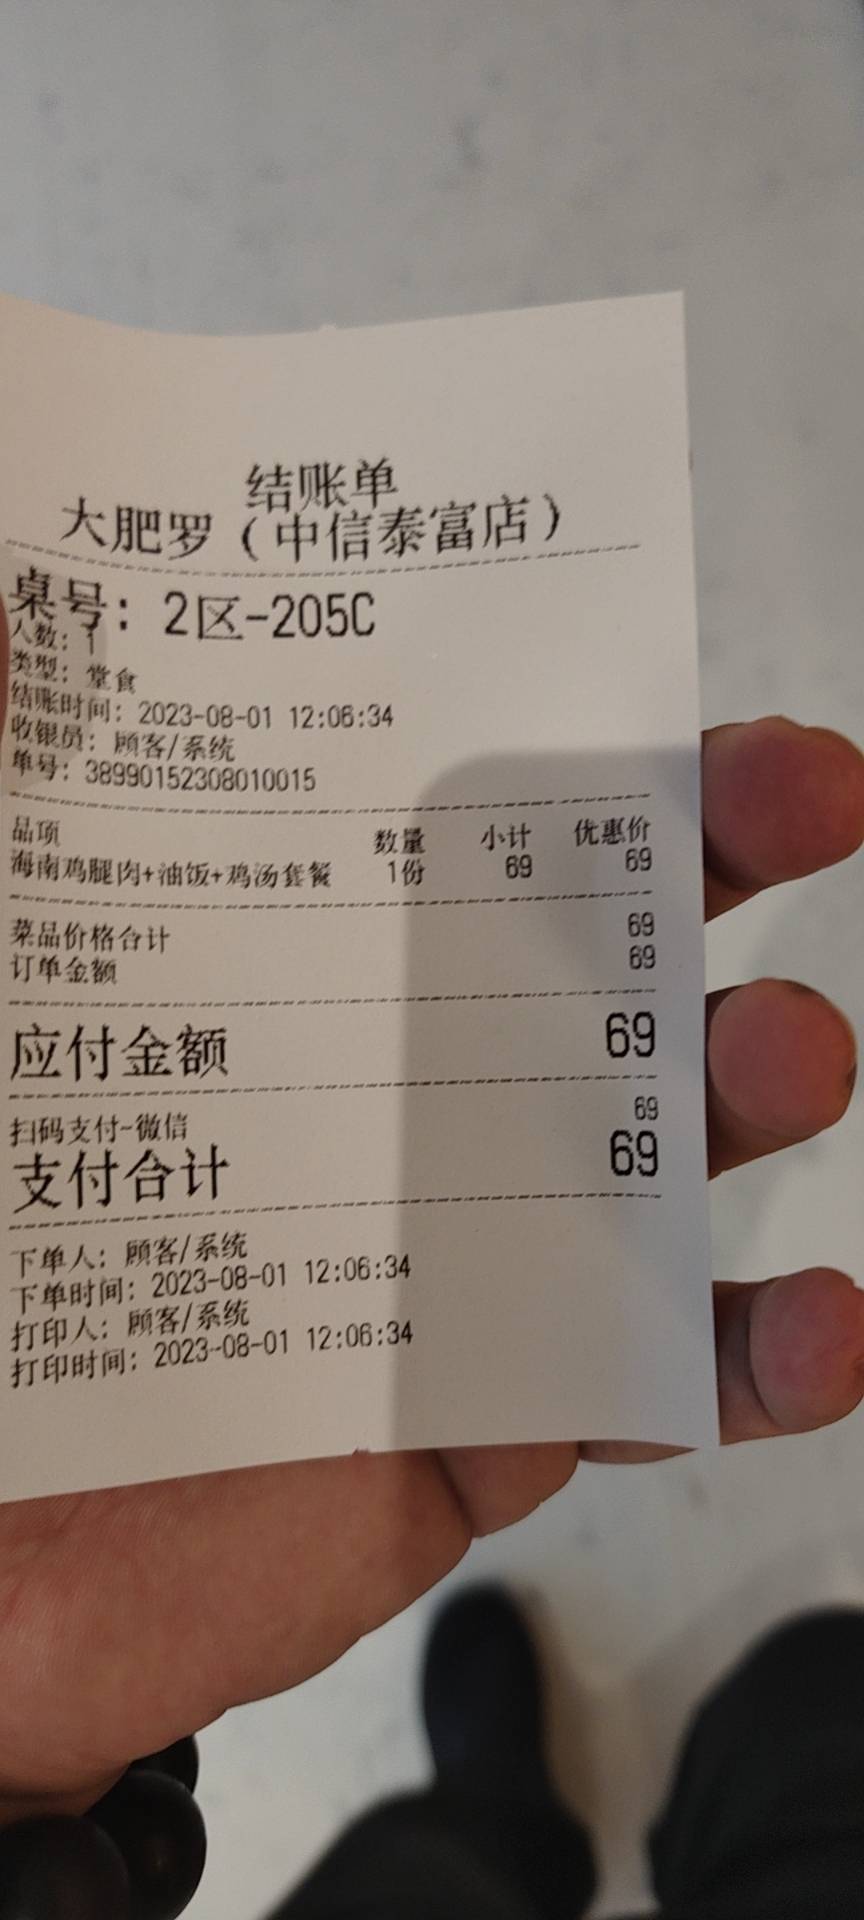 结账单
大肥罗（中信泰富店）
桌号：2区-205C
人数：1
类型：堂食
结账时间：2023-08-01 12:06:34
收银员：顾客/系统
单号：38990152308010015
品项 数量 小计 优惠价
海南鸡腿肉+油饭+鸡汤套餐 1份 69 69
菜品价格合计 69
订单金额 69
应付金额 69
扫码支付-微信 69
支付合计 69
下单人：顾客/系统
下单时间：2023-08-01 12:06:34
打印人：顾客/系统
打印时间：2023-08-01 12:06:34